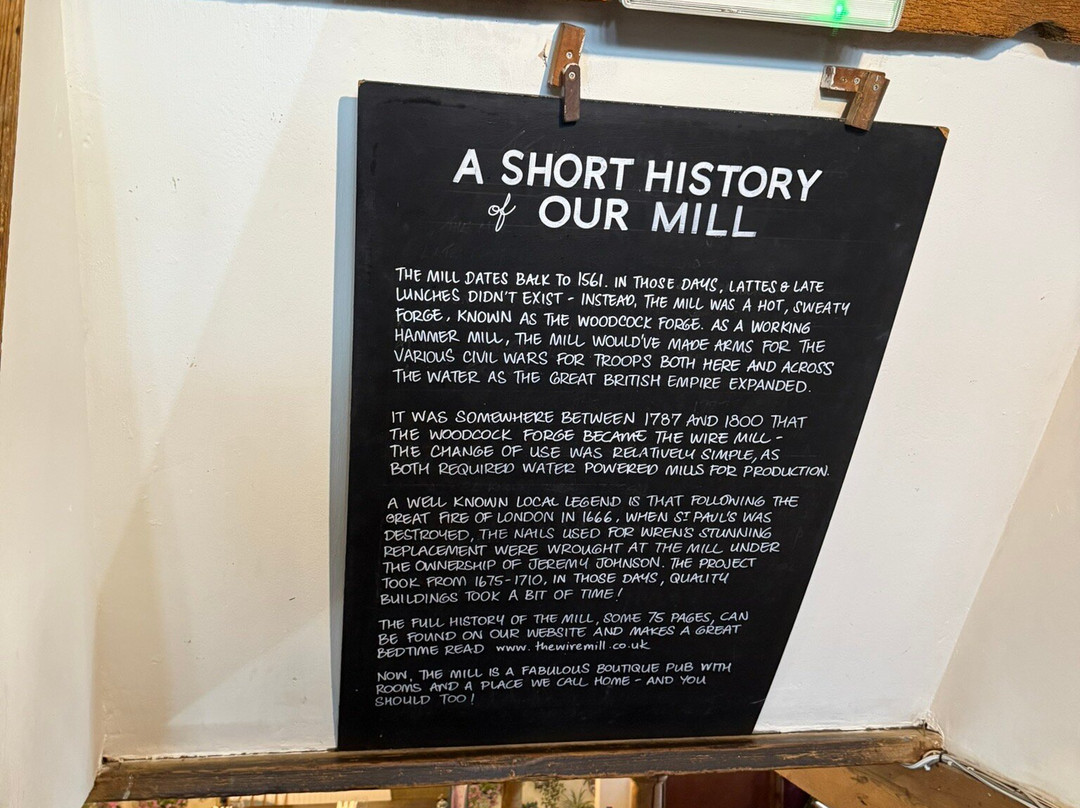 A SHORT HISTORY
of OUR MILL
THE MILL DATES BACK TO 1561. IN THOSE DAYS, LATTES & LATE
LUNCHES DIDN'T EXIST - INSTEAD, THE MILL WAS A HOT, SWEATY
FORGE, KNOWN AS THE WOODCOCK FORGE. AS A WORKING
HAMMER MILL, THE MILL WOULD'VE MADE ARMS FOR THE
VARIOUS CIVIL WARS FOR TROOPS BOTH HERE AND ACROSS
THE WATER AS THE GREAT BRITISH EMPIRE EXPANDED.
IT WAS SOMEWHERE BETWEEN 1787 AND 1800 THAT
THE WOODCOCK FORGE BECAME THE WIRE MILL -
THE CHANGE OF USE WAS RELATIVELY SIMPLE, AS
BOTH REQUIRED WATER POWERED MILLS FOR PRODUCTION.
A WELL KNOWN LOCAL LEGEND IS THAT FOLLOWING THE
GREAT FIRE OF LONDON IN 1666, WHEN ST PAUL'S WAS
DESTROYED, THE NAILS USED FOR WREN'S STUNNING
REPLACEMENT WERE WROUGHT AT THE MILL UNDER
THE OWNERSHIP OF JEREMY JOHNSON. THE PROJECT
TOOK FROM 1675-1710. IN THOSE DAYS, QUALITY
BUILDINGS TOOK A BIT OF TIME!
THE FULL HISTORY OF THE MILL, SOME 75 PAGES, CAN
BE FOUND ON OUR WEBSITE AND MAKES A GREAT
BEDTIME READ www.thewiremill.co.uk
NOW, THE MILL IS A FABULOUS BOUTIQUE PUB WITH
ROOMS AND A PLACE WE CALL HOME - AND YOU
SHOULD TOO!